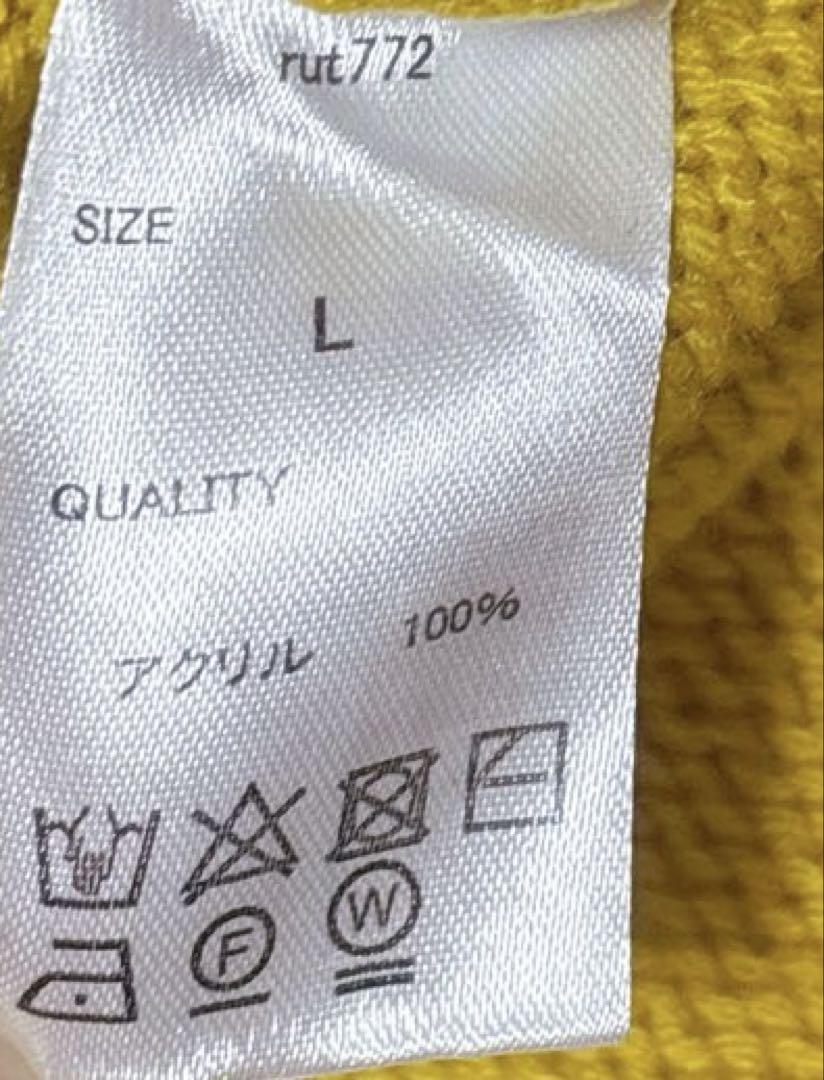 rut772
SIZE
L
QUALITY
アクリル 100%
F W